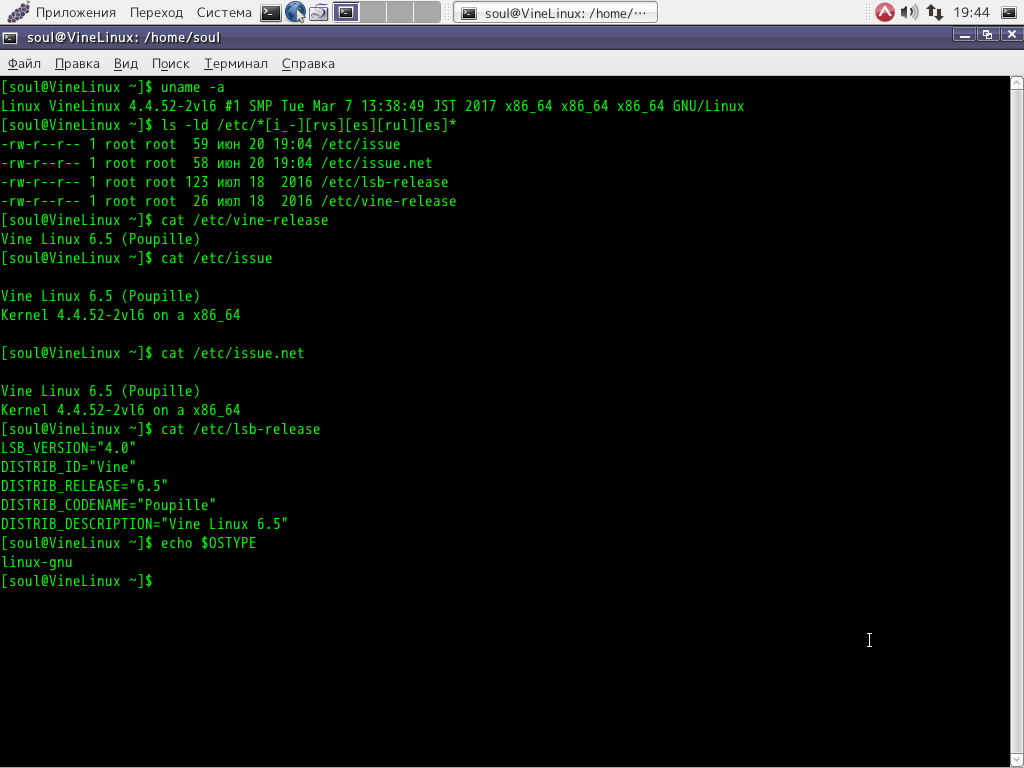 Приложения Переход Система soul@VineLinux: /home/··· 19:44
soul@VineLinux: /home/soul
Файл Правка Вид Поиск Терминал Справка
[soul@VineLinux ~]$ uname -a
Linux VineLinux 4.4.52-2vl6 #1 SMP Tue Mar 7 13:38:49 JST 2017 x86_64 x86_64 x86_64 GNU/Linux
[soul@VineLinux ~]$ ls -ld /etc/*[i_-][rvs][es][rul][es]*
-rw-r--r-- 1 root root  59 июн 20 19:04 /etc/issue
-rw-r--r-- 1 root root  58 июн 20 19:04 /etc/issue.net
-rw-r--r-- 1 root root 123 июл 18  2016 /etc/lsb-release
-rw-r--r-- 1 root root  26 июл 18  2016 /etc/vine-release
[soul@VineLinux ~]$ cat /etc/vine-release
Vine Linux 6.5 (Poupille)
[soul@VineLinux ~]$ cat /etc/issue
Vine Linux 6.5 (Poupille)
Kernel 4.4.52-2vl6 on a x86_64
[soul@VineLinux ~]$ cat /etc/issue.net
Vine Linux 6.5 (Poupille)
Kernel 4.4.52-2vl6 on a x86_64
[soul@VineLinux ~]$ cat /etc/lsb-release
LSB_VERSION="4.0"
DISTRIB_ID="Vine"
DISTRIB_RELEASE="6.5"
DISTRIB_CODENAME="Poupille"
DISTRIB_DESCRIPTION="Vine Linux 6.5"
[soul@VineLinux ~]$ echo $OSTYPE
linux-gnu
[soul@VineLinux ~]$